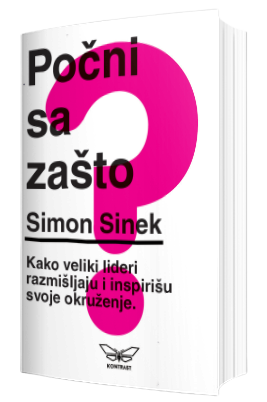 Počni
sa
zašto
Simon Sinek
Kako veliki lideri
razmišljaju i inspirišu
svoje okruženje.
KONTRAST